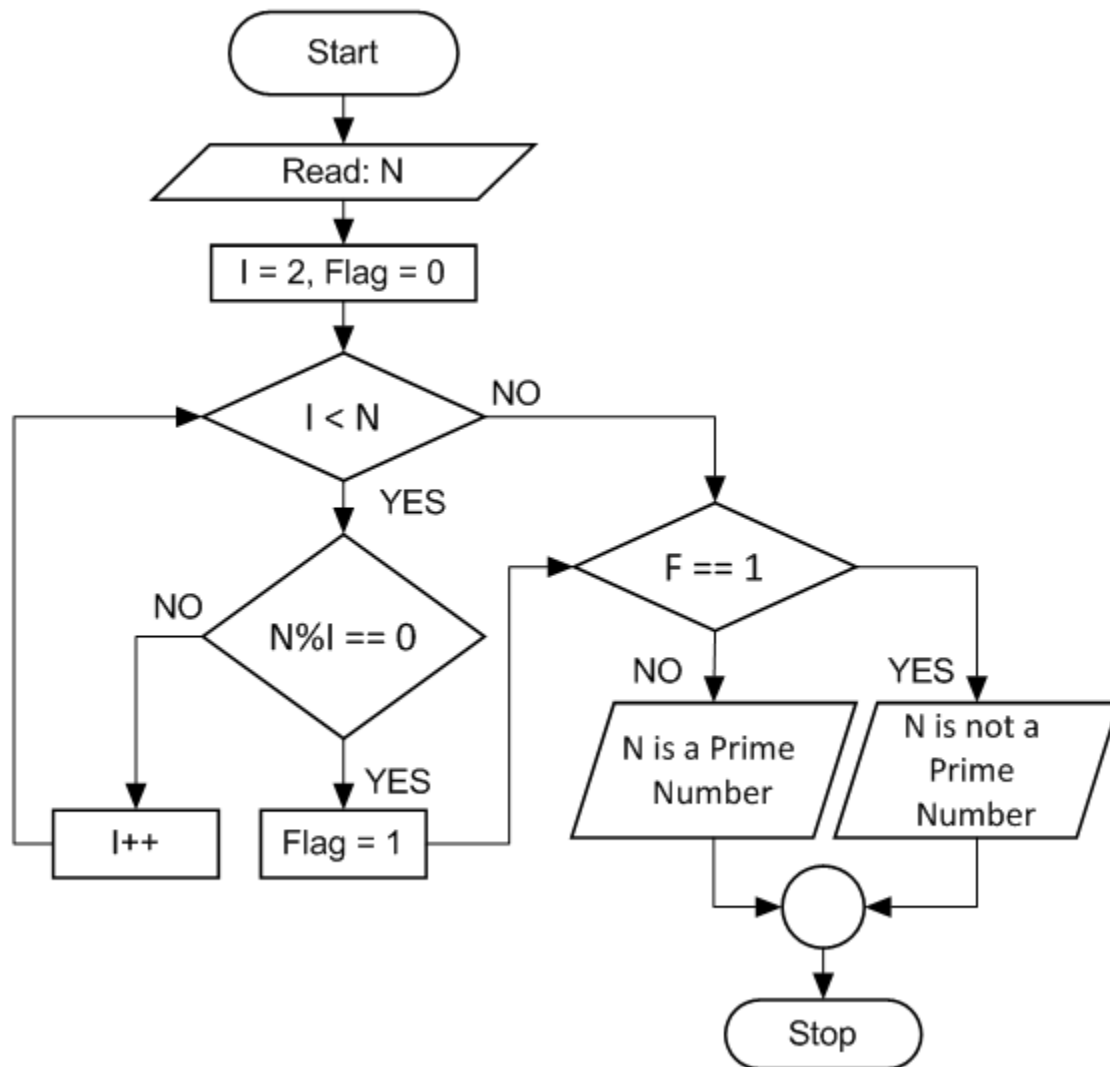 Start
Read: N
I = 2, Flag = 0
I < N
NO
YES
N%I == 0
NO
YES
I++
Flag = 1
F == 1
NO
YES
N is a Prime
Number
N is not a
Prime
Number
Stop